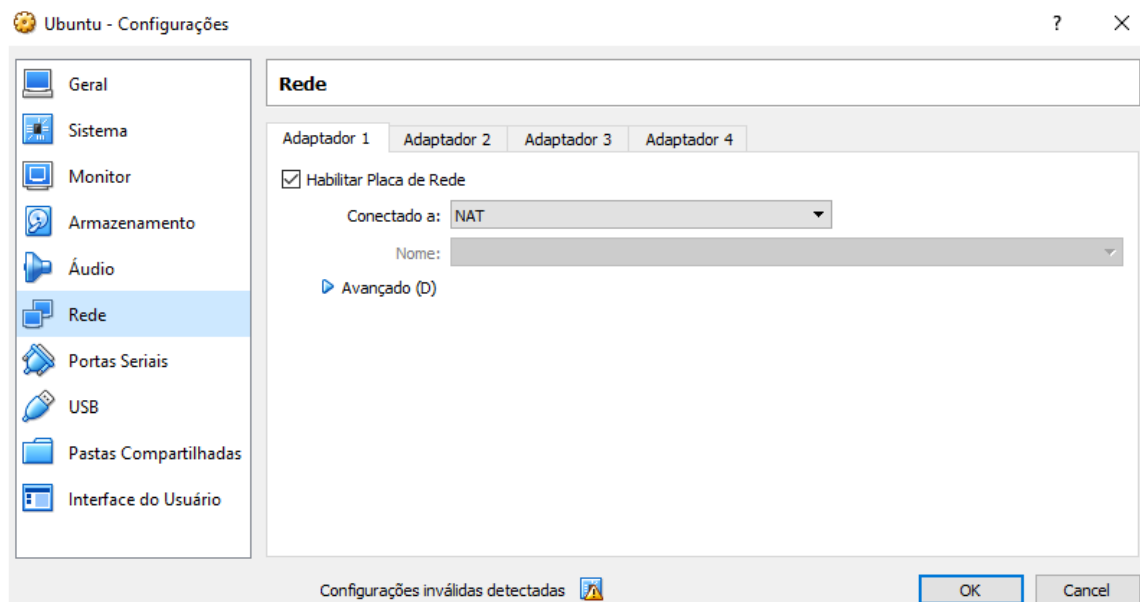 Ubuntu - Configurações
?
Geral
Sistema
Monitor
Armazenamento
Áudio
Rede
Portas Seriais
USB
Pastas Compartilhadas
Interface do Usuário
Rede
Adaptador 1 Adaptador 2 Adaptador 3 Adaptador 4
Habilitar Placa de Rede
Conectado a: NAT
Nome:
Avançado (D)
Configurações inválidas detectadas
OK Cancel